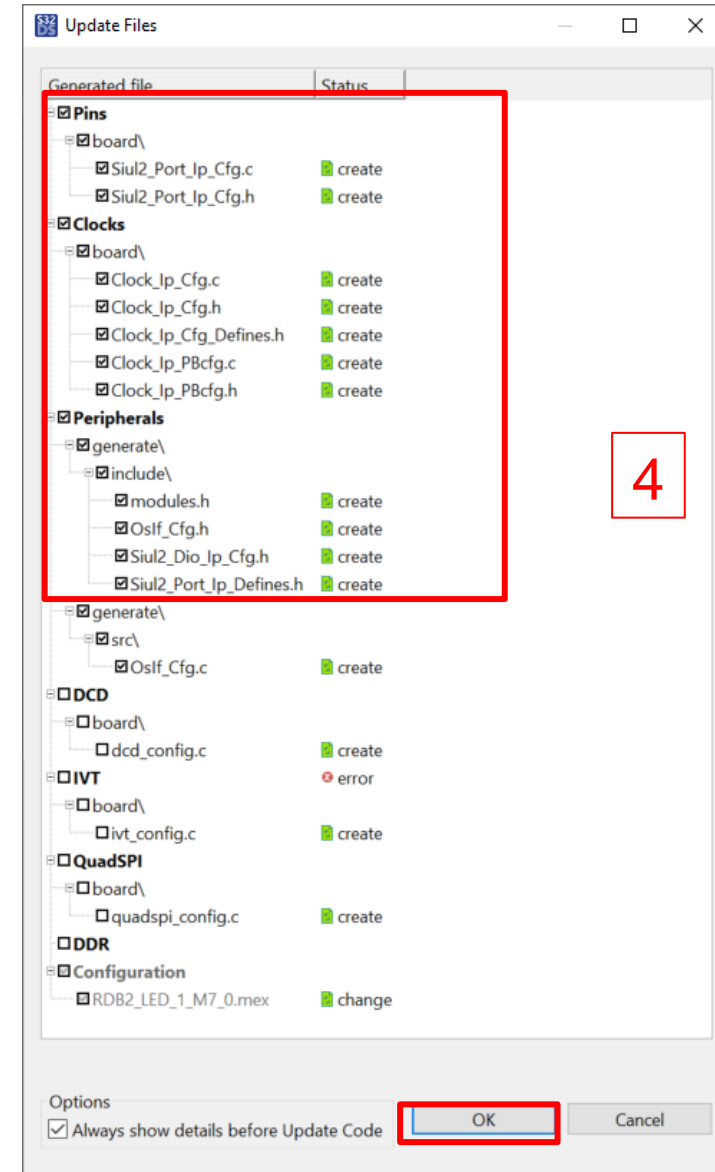 S32
DS
Update Files
Generated file Status
Pins
board\
Siul2_Port_Ip_Cfg.c create
Siul2_Port_Ip_Cfg.h create
Clocks
board\
Clock_Ip_Cfg.c create
Clock_Ip_Cfg.h create
Clock_Ip_Cfg_Defines.h create
Clock_Ip_PBcfg.c create
Clock_Ip_PBcfg.h create
Peripherals
generate\
include\
4
modules.h create
OsIf_Cfg.h create
Siul2_Dio_Ip_Cfg.h create
Siul2_Port_Ip_Defines.h create
generate\
src\
OsIf_Cfg.c create
DCD
board\
dcd_config.c create
IVT error
board\
ivt_config.c create
QuadSPI
board\
quadspi_config.c create
DDR
Configuration
RDB2_LED_1_M7_0.mex change
Options
Always show details before Update Code OK Cancel